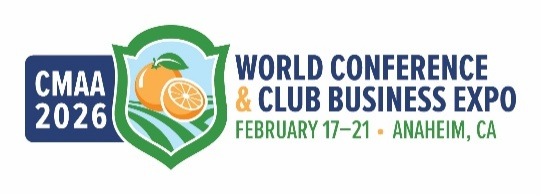 CMAA
2026
WORLD CONFERENCE
& CLUB BUSINESS EXPO
FEBRUARY 17–21 • ANAHEIM, CA